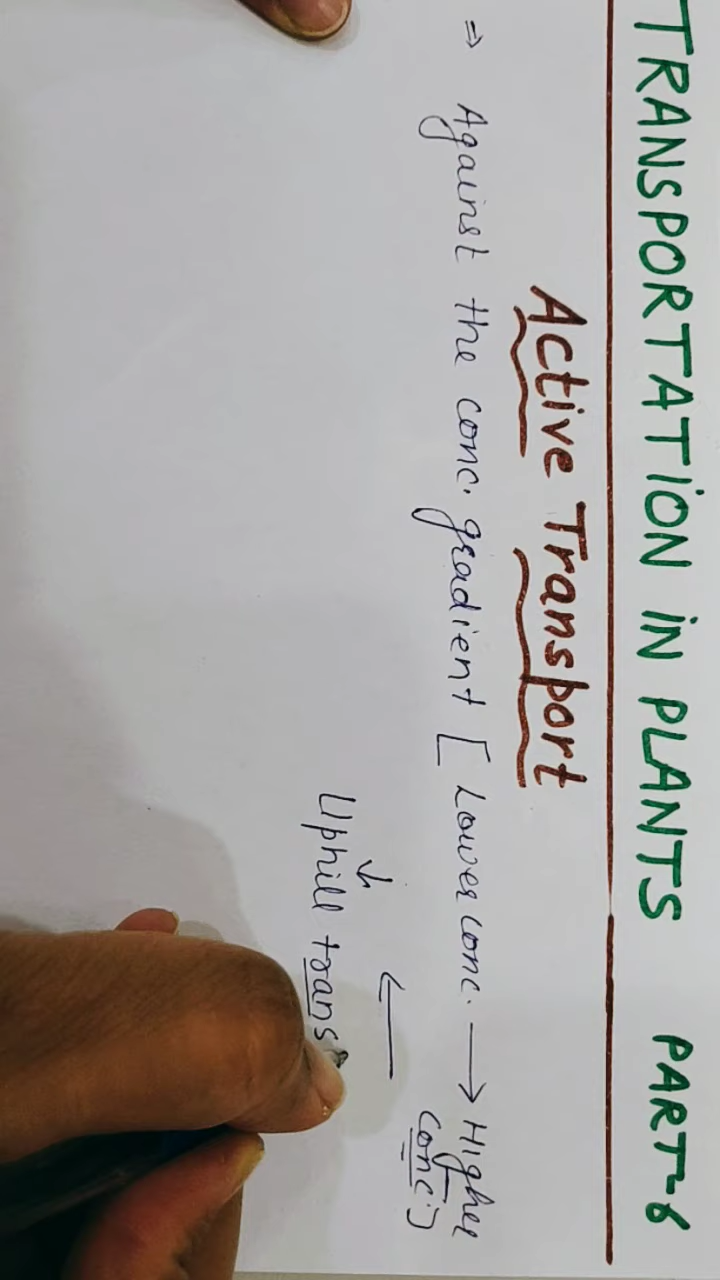 TRANSPORTATION IN PLANTS PART-6
Active Transport
⇒ Against the conc. gradient [Lower conc. → Higher
conc.]
←
↓
Uphill trans